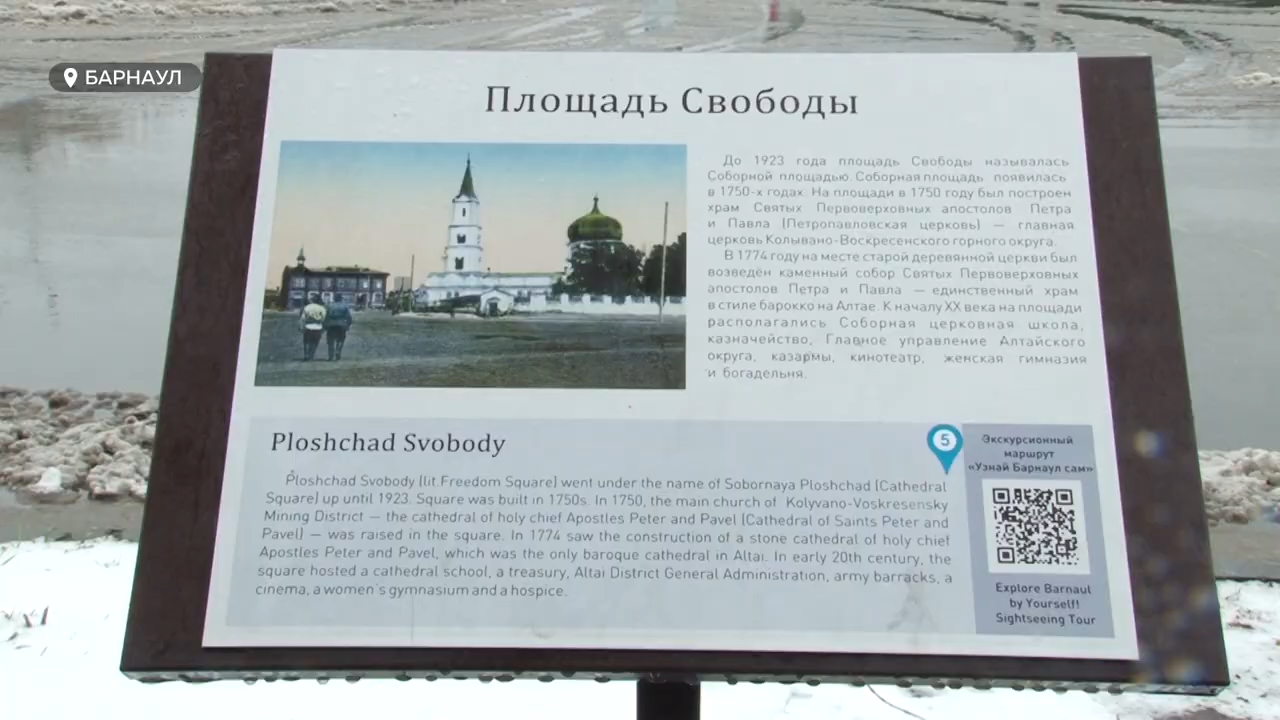 БАРНАУЛ
Площадь Свободы
До 1923 года площадь Свободы называлась
Соборной площадью. Соборная площадь появилась
в 1750-х годах. На площади в 1750 году был построен
храм Святых Первоверховных апостолов Петра
и Павла (Петропавловская церковь) — главная
церковь Колывано-Воскресенского горного округа.
В 1774 году на месте старой деревянной церкви был
возведён каменный собор Святых Первоверховных
апостолов Петра и Павла — единственный храм
в стиле барокко на Алтае. К началу XX века на площади
располагались Соборная церковная школа,
казначейство, Главное управление Алтайского
округа, казармы, кинотеатр, женская гимназия
и богадельня.
Ploshchad Svobody
Ploshchad Svobody (lit.Freedom Square) went under the name of Sobornaya Ploshchad (Cathedral
Square) up until 1923. Square was built in 1750s. In 1750, the main church of Kolyvano-Voskresensky
Mining District — the cathedral of holy chief Apostles Peter and Pavel (Cathedral of Saints Peter and
Pavel) — was raised in the square. In 1774 saw the construction of a stone cathedral of holy chief
Apostles Peter and Pavel, which was the only baroque cathedral in Altai. In early 20th century, the
square hosted a cathedral school, a treasury, Altai District General Administration, army barracks, a
cinema, a women's gymnasium and a hospice.
5
Экскурсионный
маршрут
«Узнай Барнаул сам»
Explore Barnaul
by Yourself!
Sightseeing Tour